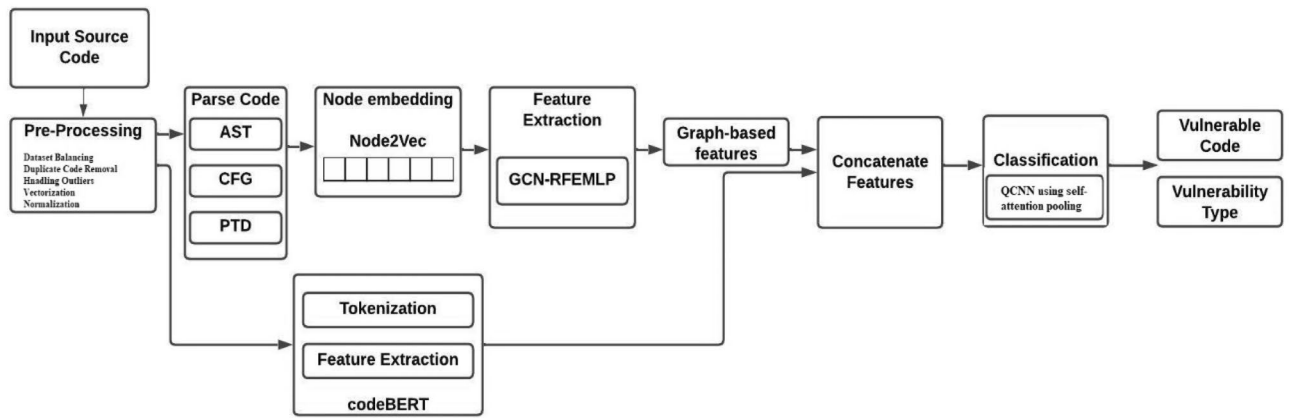 Input Source
Code
Pre-Processing
Dataset Balancing
Duplicate Code Removal
Hnadling Outliers
Vectorization
Normalization
Parse Code
AST
CFG
PTD
Node embedding
Node2Vec
Feature
Extraction
GCN-RFEMLP
Graph-based
features
Tokenization
Feature Extraction
codeBERT
Concatenate
Features
Classification
QCNN using self-
attention pooling
Vulnerable
Code
Vulnerability
Type